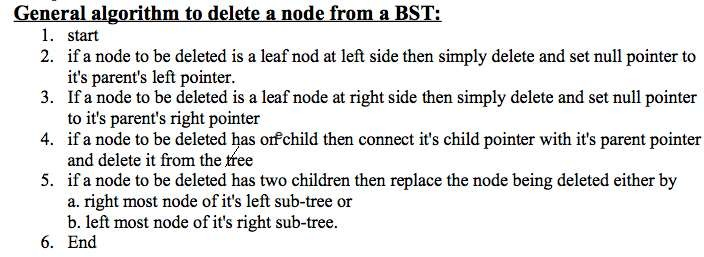 General algorithm to delete a node from a BST:
1. start
2. if a node to be deleted is a leaf nod at left side then simply delete and set null pointer to
it's parent's left pointer.
3. If a node to be deleted is a leaf node at right side then simply delete and set null pointer
to it's parent's right pointer
4. if a node to be deleted has child then connect it's child pointer with it's parent pointer
and delete it from the tree
5. if a node to be deleted has two children then replace the node being deleted either by
a. right most node of it's left sub-tree or
b. left most node of it's right sub-tree.
6. End